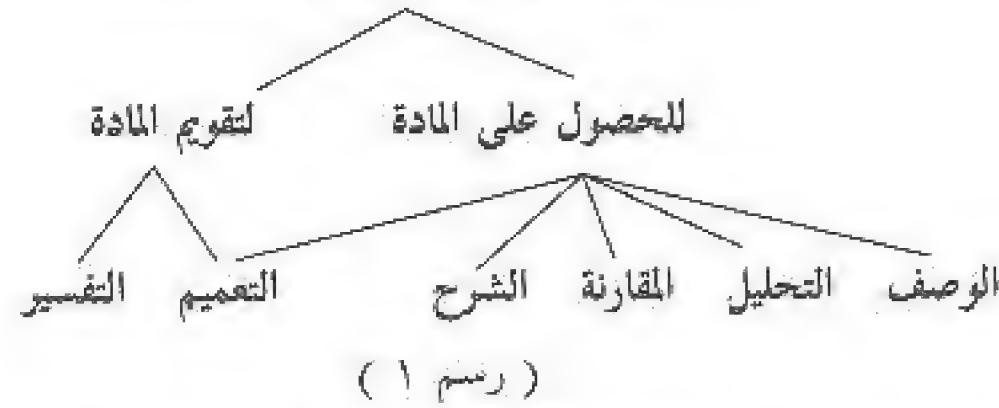 للحصول على المادة لتقويم المادة
الوصف التحليل المقارنة الشرح التعميم التفسير
( رسم ١ )